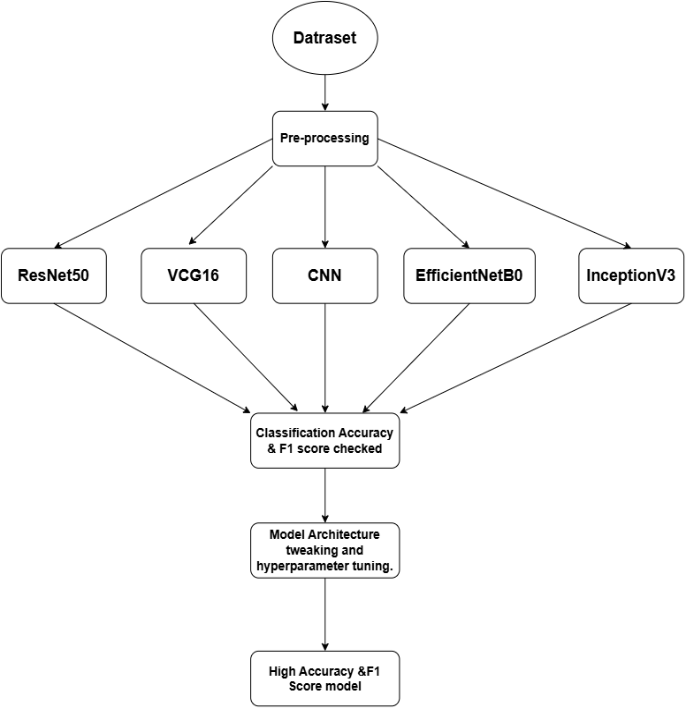 Datraset
Pre-processing
ResNet50
VCG16
CNN
EfficientNetB0
InceptionV3
Classification Accuracy
& F1 score checked
Model Architecture
tweaking and
hyperparameter tuning.
High Accuracy &F1
Score model